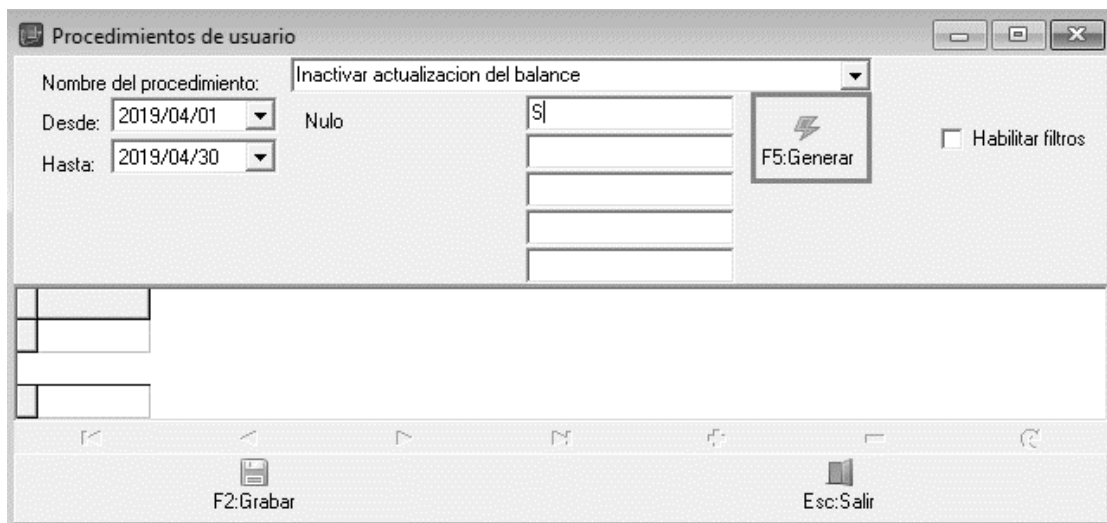 Procedimientos de usuario
Nombre del procedimiento: Inactivar actualizacion del balance
Desde: 2019/04/01 Nulo S
Hasta: 2019/04/30
F5:Generar
Habilitar filtros
F2:Grabar Esc:Salir